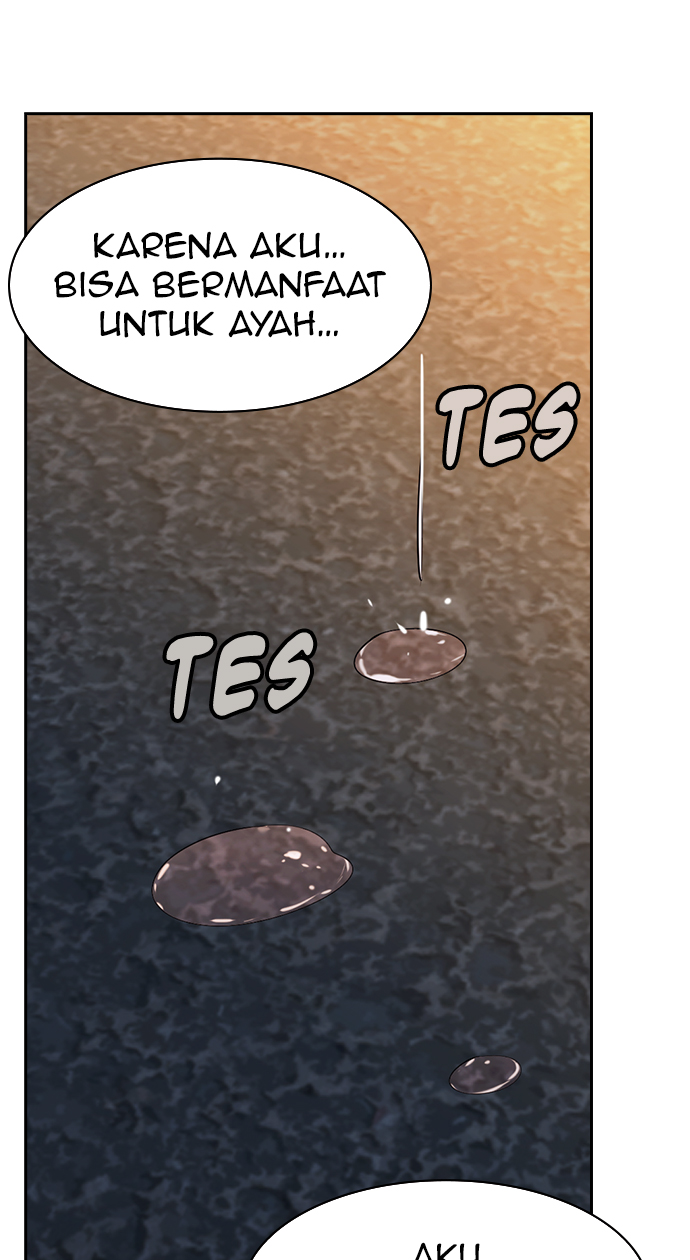 KARENA AKU...
BISA BERMANFAAT
UNTUK AYAH...
TES
TES
AKU